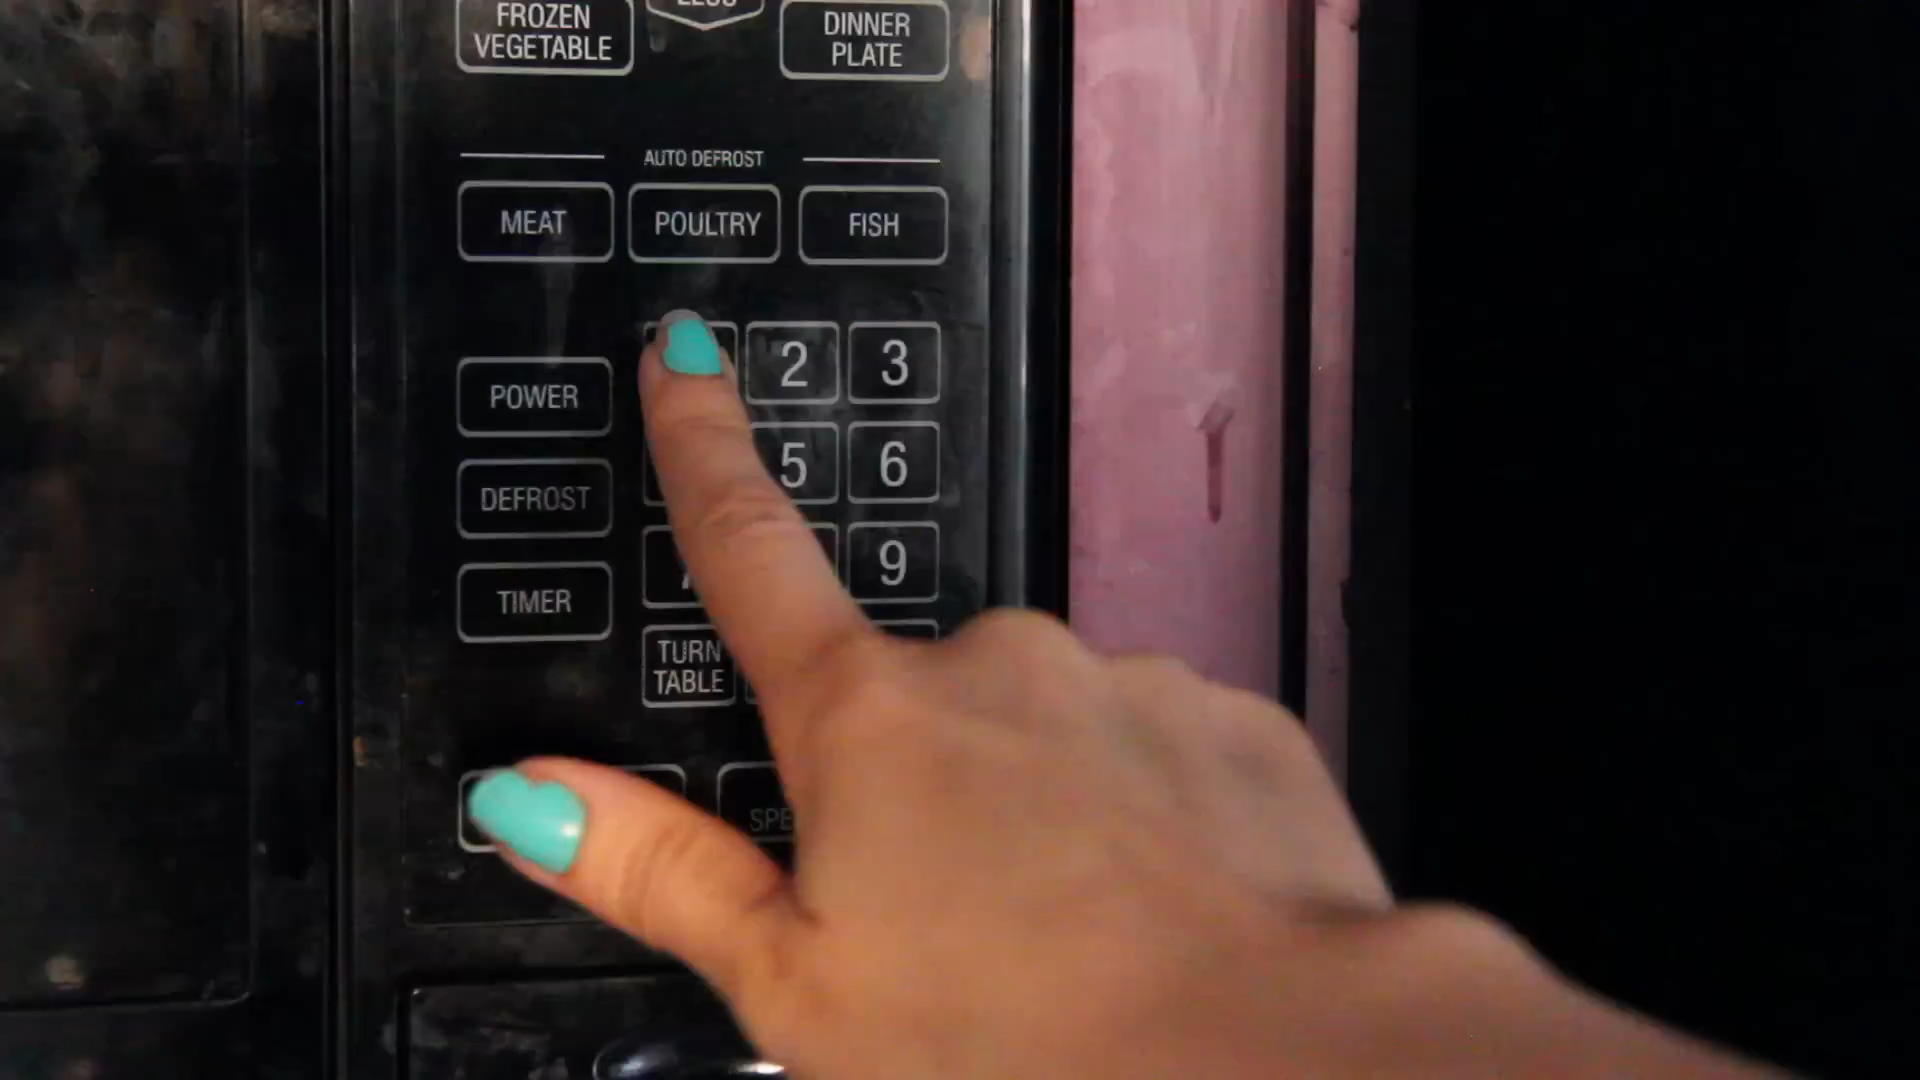 FROZEN
VEGETABLE
DINNER
PLATE
AUTO DEFROST
MEAT
POULTRY
FISH
2
3
POWER
5
6
DEFROST
9
TIMER
TURN
TABLE